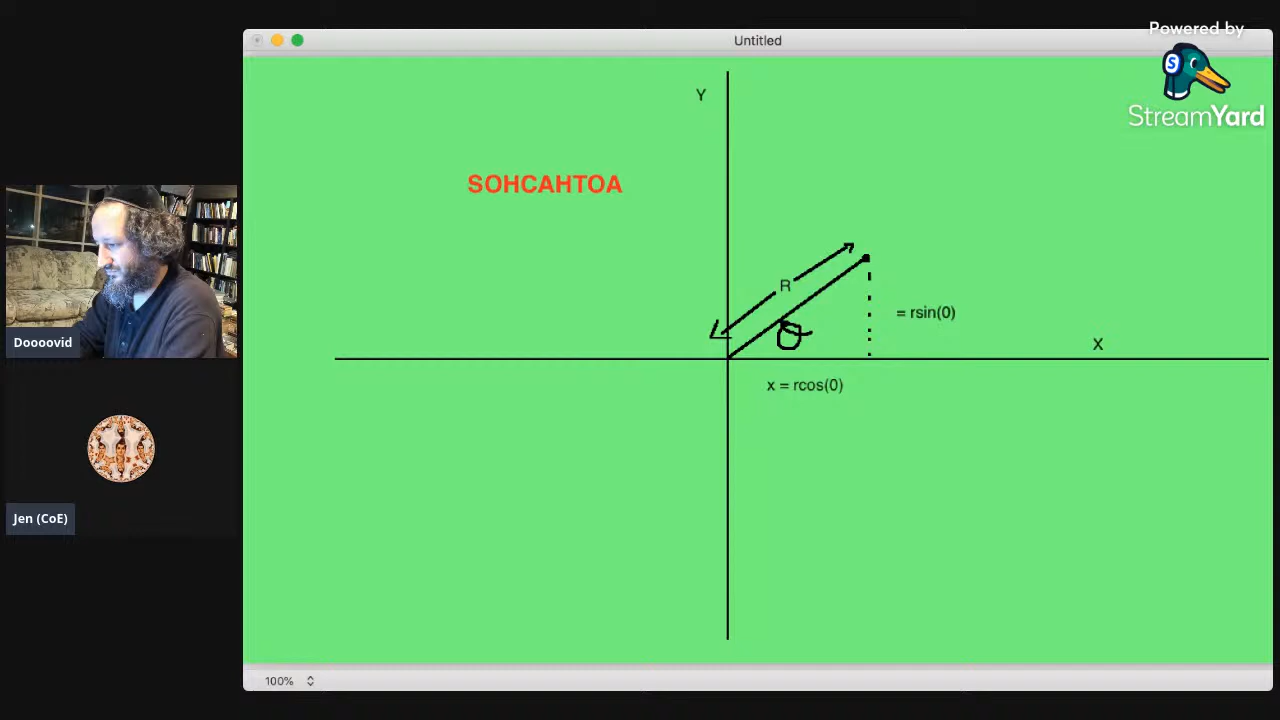 Untitled
Powered by
S
StreamYard
Y
SOHCAHTOA
R
= rsin(0)
X
x = rcos(0)
Doooovid
Jen (CoE)
100%